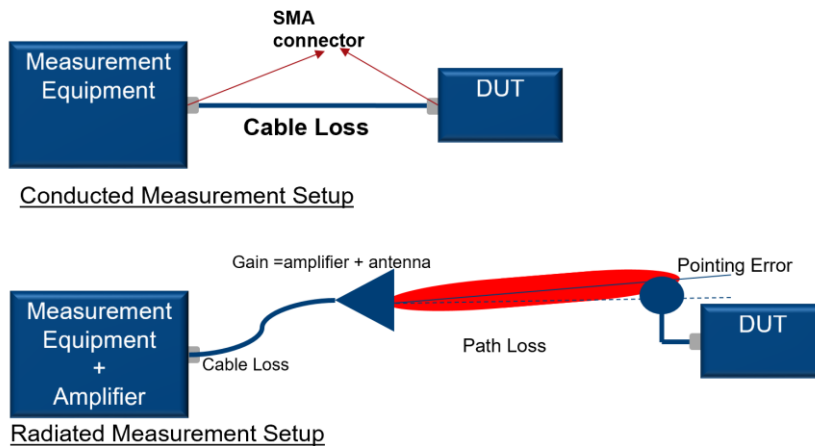 SMA
connector
Measurement
Equipment
DUT
Cable Loss
Conducted Measurement Setup
Gain =amplifier + antenna
Pointing Error
Measurement
Equipment
+
Amplifier
Cable Loss
Path Loss
DUT
Radiated Measurement Setup